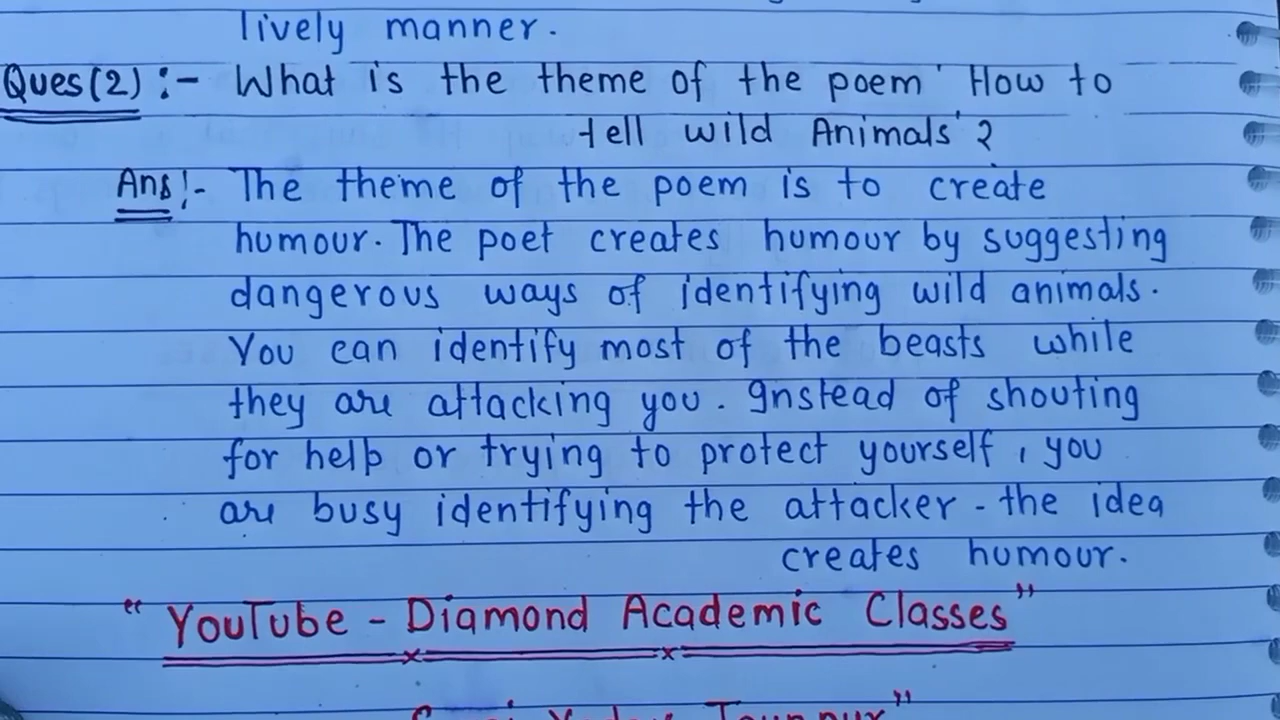 lively manner.
Ques(2) :- What is the theme of the poem 'How to
tell wild Animals'?
Ans:- The theme of the poem is to create
humour. The poet creates humour by suggesting
dangerous ways of identifying wild animals.
You can identify most of the beasts while
they are attacking you. Instead of shouting
for help or trying to protect yourself, you
are busy identifying the attacker - the idea
creates humour.
"YouTube - Diamond Academic Classes"